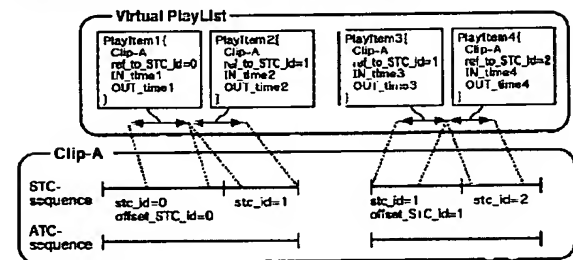 Virtual PlayList
PlayItem1{
Clip-A
ref_to_STC_id=0
IN_time1
OUT_time1
}
PlayItem2{
Clip-A
ref_to_STC_id=1
IN_time2
OUT_time2
}
PlayItem3{
Clip-A
ref_to_STC_id=1
IN_time3
OUT_time3
}
PlayItem4{
Clip-A
ref_to_STC_id=2
IN_time4
OUT_time4
}
Clip-A
STC-
sequence
stc_id=0
offset_STC_id=0
stc_id=1
stc_id=1
offset_STC_id=1
stc_id=2
ATC-
sequence